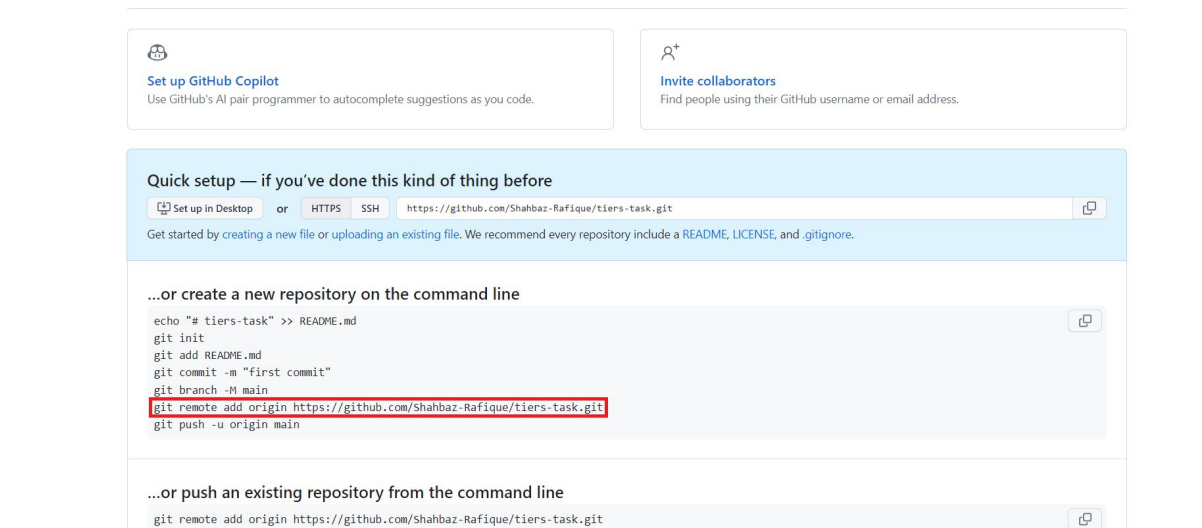 Set up GitHub Copilot
Use GitHub's AI pair programmer to autocomplete suggestions as you code.
Invite collaborators
Find people using their GitHub username or email address.
Quick setup — if you've done this kind of thing before
Set up in Desktop or HTTPS SSH https://github.com/Shahbaz-Rafique/tiers-task.git
Get started by creating a new file or uploading an existing file. We recommend every repository include a README, LICENSE, and .gitignore.
...or create a new repository on the command line
echo "# tiers-task" >> README.md
git init
git add README.md
git commit -m "first commit"
git branch -M main
git remote add origin https://github.com/Shahbaz-Rafique/tiers-task.git
git push -u origin main
...or push an existing repository from the command line
git remote add origin https://github.com/Shahbaz-Rafique/tiers-task.git